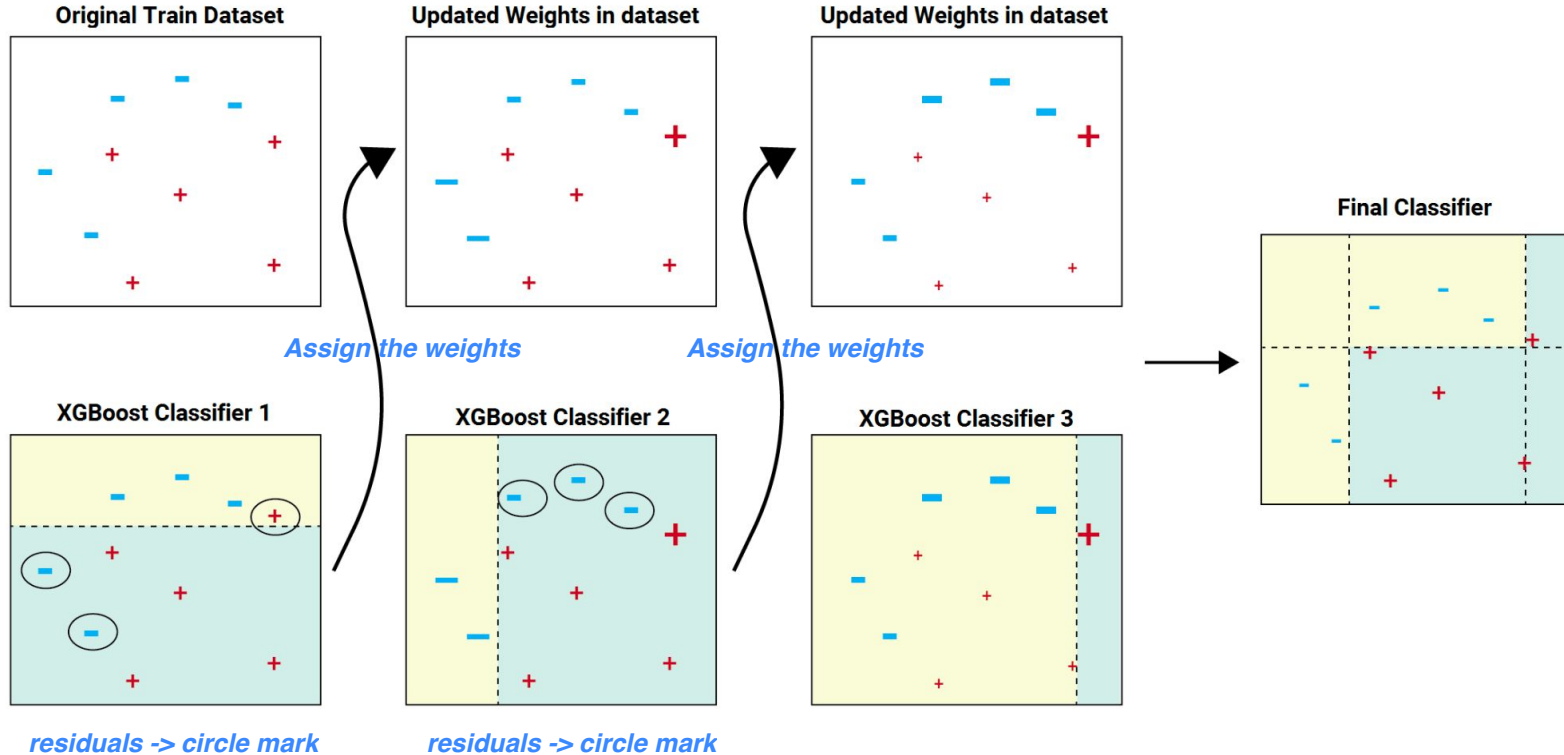 Original Train Dataset
Updated Weights in dataset
Updated Weights in dataset
Final Classifier
Assign the weights
Assign the weights
XGBoost Classifier 1
XGBoost Classifier 2
XGBoost Classifier 3
residuals -> circle mark
residuals -> circle mark